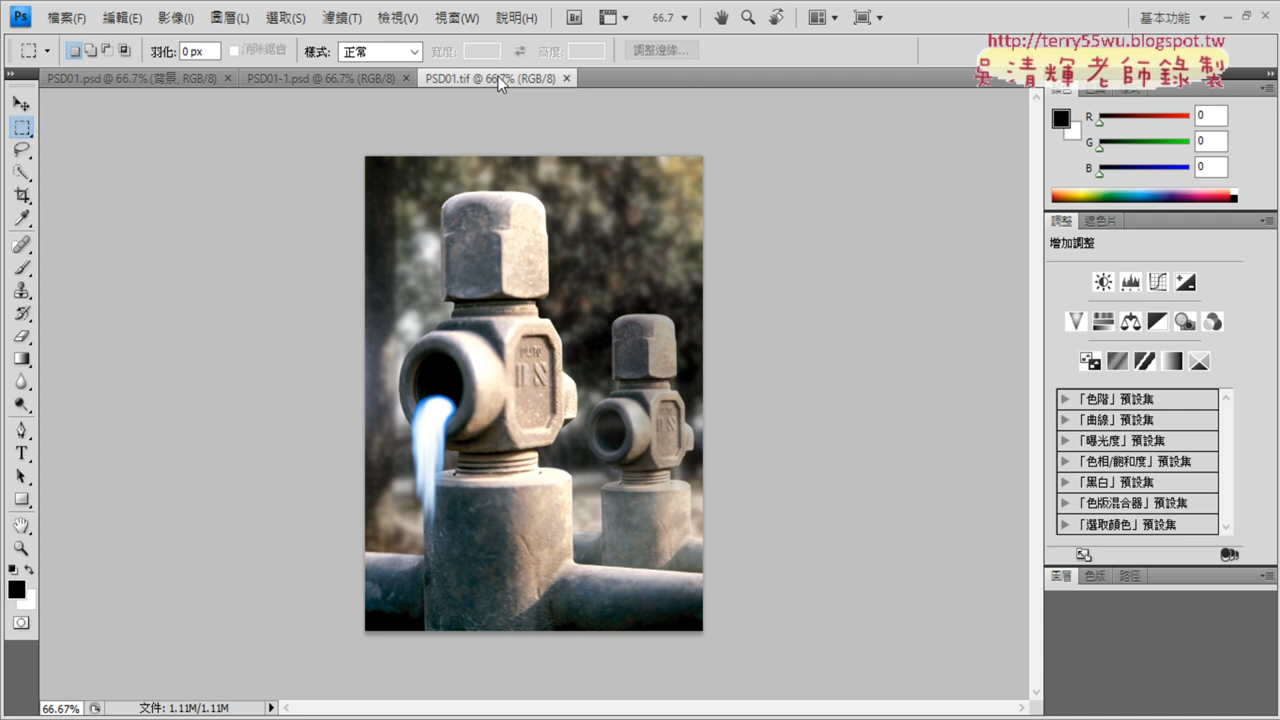 Ps 檔案(F) 編輯(E) 影像(I) 圖層(L) 選取(S) 濾鏡(T) 檢視(V) 視窗(W) 說明(H) Br 66.7 基本功能
羽化: 0 px 消除鋸齒 樣式: 正常 寬度: 高度: 調整邊緣...
http://terry55wu.blogspot.tw
吳清輝老師錄製
PSD01.psd @ 66.7% (背景, RGB/8) PSD01-1.psd @ 66.7% (RGB/8) PSD01.tif @ 66.7% (RGB/8)
R 0
G 0
B 0
調整 遮色片
增加調整
「色階」預設集
「曲線」預設集
「曝光度」預設集
「色相/飽和度」預設集
「黑白」預設集
「色版混合器」預設集
「選取顏色」預設集
圖層 色版 路徑
66.67% 文件: 1.11M/1.11M